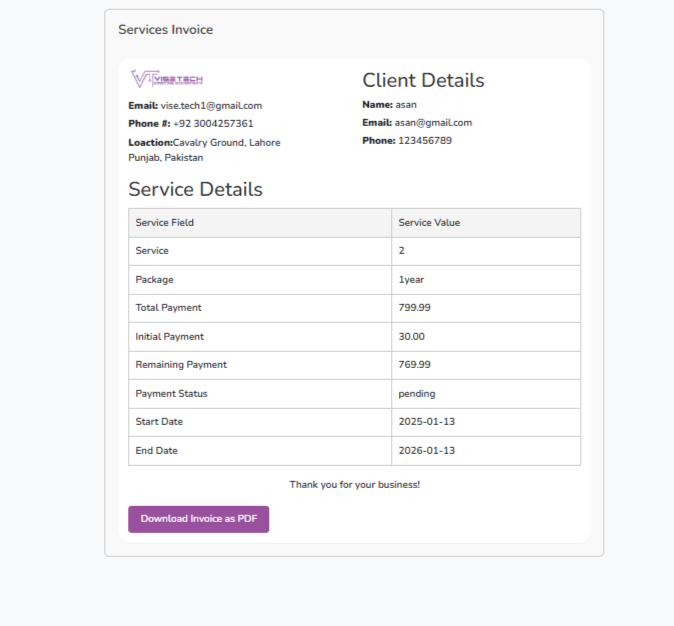 Services Invoice
VT VISETECH
Email: vise.tech1@gmail.com
Phone #: +92 3004257361
Loaction:Cavalry Ground, Lahore
Punjab, Pakistan
Client Details
Name: asan
Email: asan@gmail.com
Phone: 123456789
Service Details
Service Field Service Value
Service 2
Package 1year
Total Payment 799.99
Initial Payment 30.00
Remaining Payment 769.99
Payment Status pending
Start Date 2025-01-13
End Date 2026-01-13
Thank you for your business!
Download Invoice as PDF